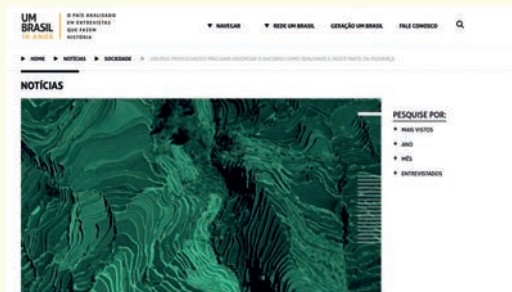 UM BRASIL
10 ANOS
O PAÍS ANALISADO
EM ENTREVISTAS
QUE FAZEM
HISTÓRIA
▼ NAVEGAR ▼ REDE UM BRASIL GERAÇÃO UM BRASIL FALE CONOSCO
▶ HOME ▶ NOTÍCIAS ▶ SOCIEDADE
NOTÍCIAS
PESQUISE POR:
MAIS VISTOS
ANO
MÊS
ENTREVISTADOS